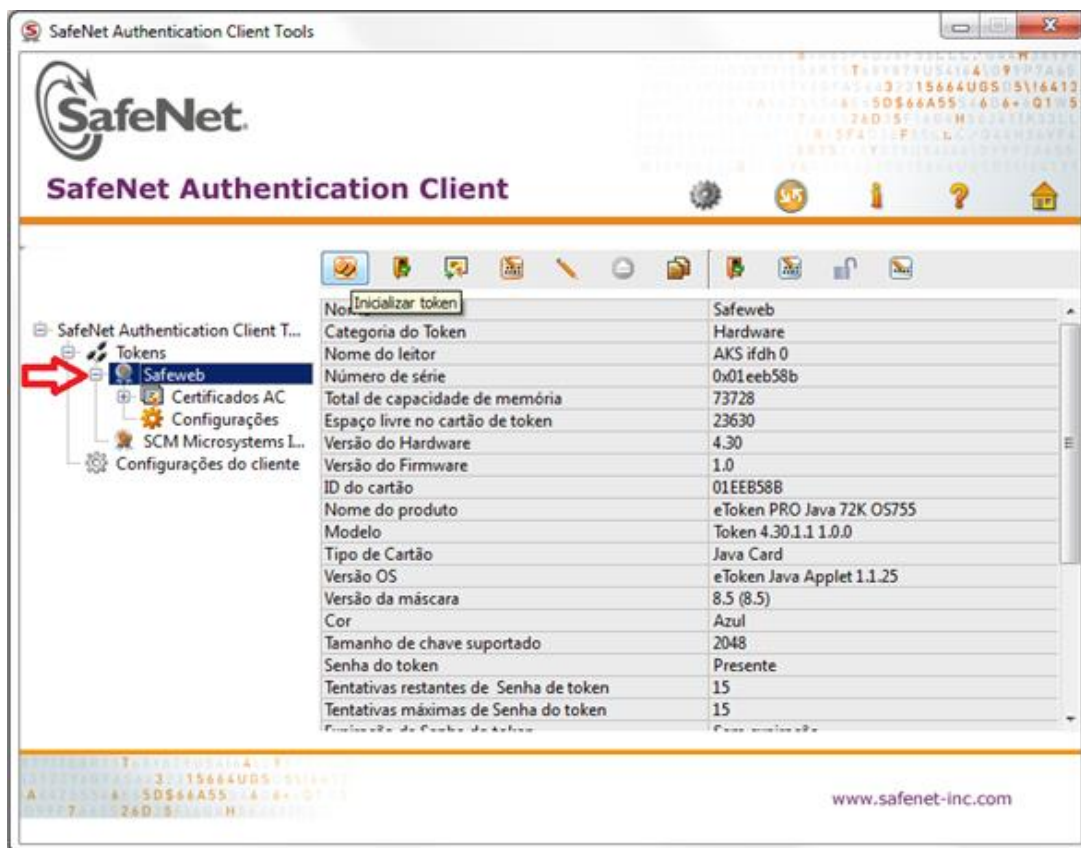 SafeNet Authentication Client Tools
SafeNet.
SafeNet Authentication Client
Inicializar token
SafeNet Authentication Client T...
Tokens
Safeweb
Certificados AC
Configurações
SCM Microsystems I...
Configurações do cliente
Safeweb
Categoria do Token Hardware
Nome do leitor AKS ifdh 0
Número de série 0x01eeb58b
Total de capacidade de memória 73728
Espaço livre no cartão de token 23630
Versão do Hardware 4.30
Versão do Firmware 1.0
ID do cartão 01EEB58B
Nome do produto eToken PRO Java 72K OS755
Modelo Token 4.30.1.1 1.0.0
Tipo de Cartão Java Card
Versão OS eToken Java Applet 1.1.25
Versão da máscara 8.5 (8.5)
Cor Azul
Tamanho de chave suportado 2048
Senha do token Presente
Tentativas restantes de Senha de token 15
Tentativas máximas de Senha do token 15
www.safenet-inc.com